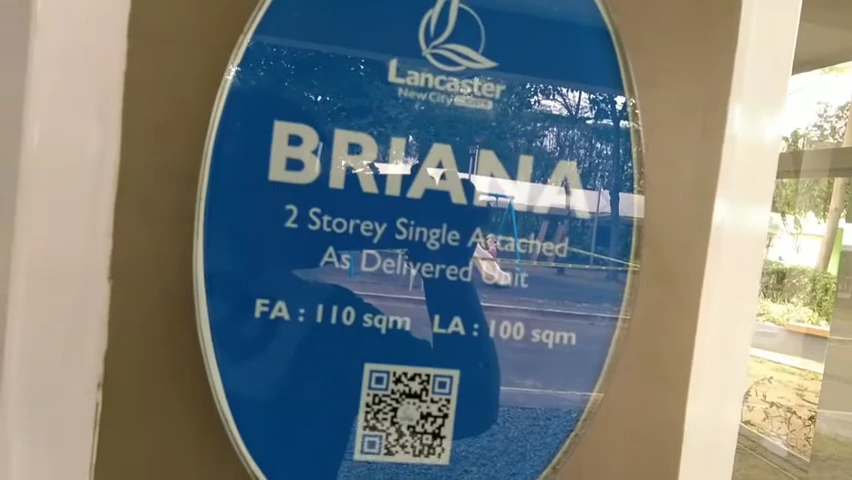 Lancaster
New City
BRIANA
2 Storey Single Attached
As Delivered Unit
FA : 110 sqm LA : 100 sqm